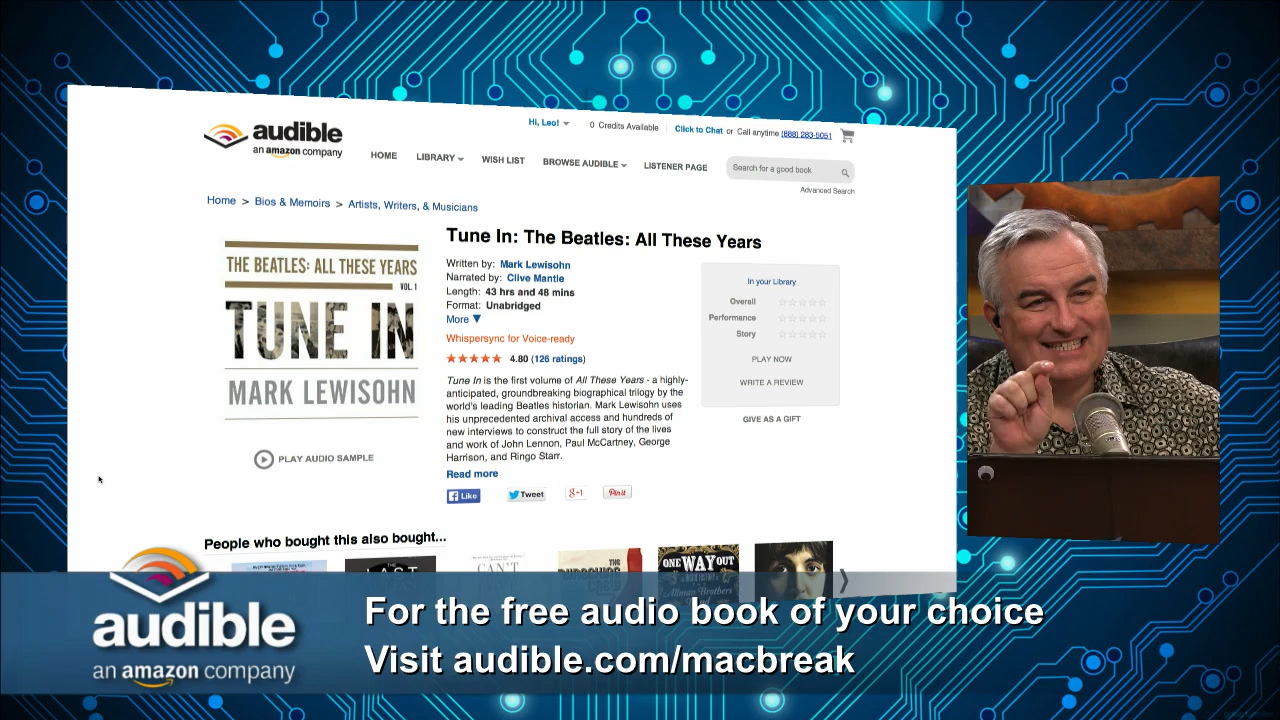 audible
an amazon company
Hi, Leo!
0 Credits Available
Click to Chat or Call anytime (888) 283-5051
HOME LIBRARY WISH LIST BROWSE AUDIBLE LISTENER PAGE
Search for a good book
Advanced Search
Home > Bios & Memoirs > Artists, Writers, & Musicians
THE BEATLES: ALL THESE YEARS
VOL. 1
TUNE IN
MARK LEWISOHN
PLAY AUDIO SAMPLE
Tune In: The Beatles: All These Years
Written by: Mark Lewisohn
Narrated by: Clive Mantle
Length: 43 hrs and 48 mins
Format: Unabridged
More
Whispersync for Voice-ready
4.80 (126 ratings)
Tune In is the first volume of All These Years - a highly-
anticipated, groundbreaking biographical trilogy by the
world's leading Beatles historian. Mark Lewisohn uses
his unprecedented archival access and hundreds of
new interviews to construct the full story of the lives
and work of John Lennon, Paul McCartney, George
Harrison, and Ringo Starr.
Read more
Like Tweet g+1 Pin it
In your Library
Overall
Performance
Story
PLAY NOW
WRITE A REVIEW
GIVE AS A GIFT
People who bought this also bought...
THE
LAST
CAN'T
THE
ONE WAY OUT
Allman Brothers
audible
an amazon company
For the free audio book of your choice
Visit audible.com/macbreak